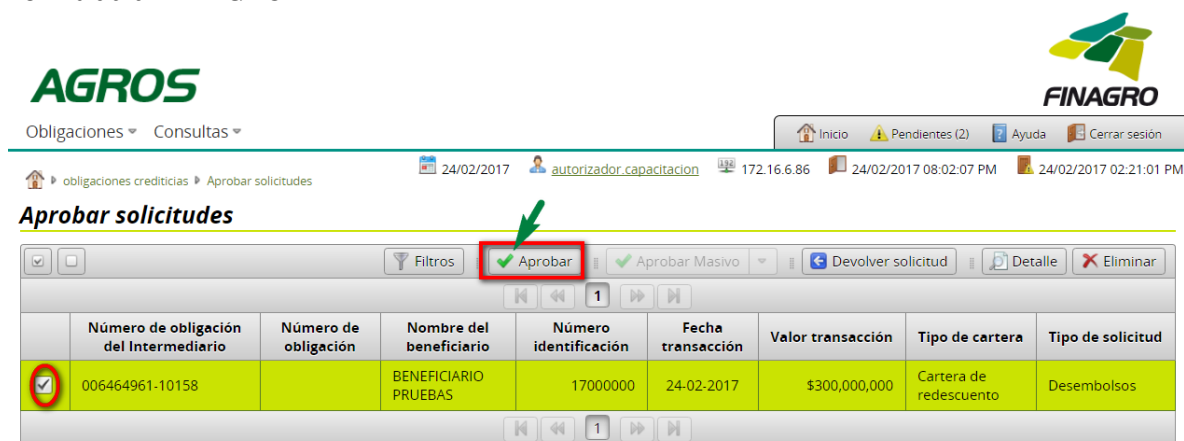 AGROS
FINAGRO
Obligaciones Consultas
Inicio Pendientes (2) Ayuda Cerrar sesión
obligaciones crediticias Aprobar solicitudes
24/02/2017 autorizador.capacitacion 172.16.6.86 24/02/2017 08:02:07 PM 24/02/2017 02:21:01 PM
Aprobar solicitudes
Filtros Aprobar Aprobar Masivo Devolver solicitud Detalle Eliminar
1
Número de obligación del Intermediario Número de obligación Nombre del beneficiario Número identificación Fecha transacción Valor transacción Tipo de cartera Tipo de solicitud
006464961-10158 BENEFICIARIO PRUEBAS 17000000 24-02-2017 $300,000,000 Cartera de redescuento Desembolsos
1